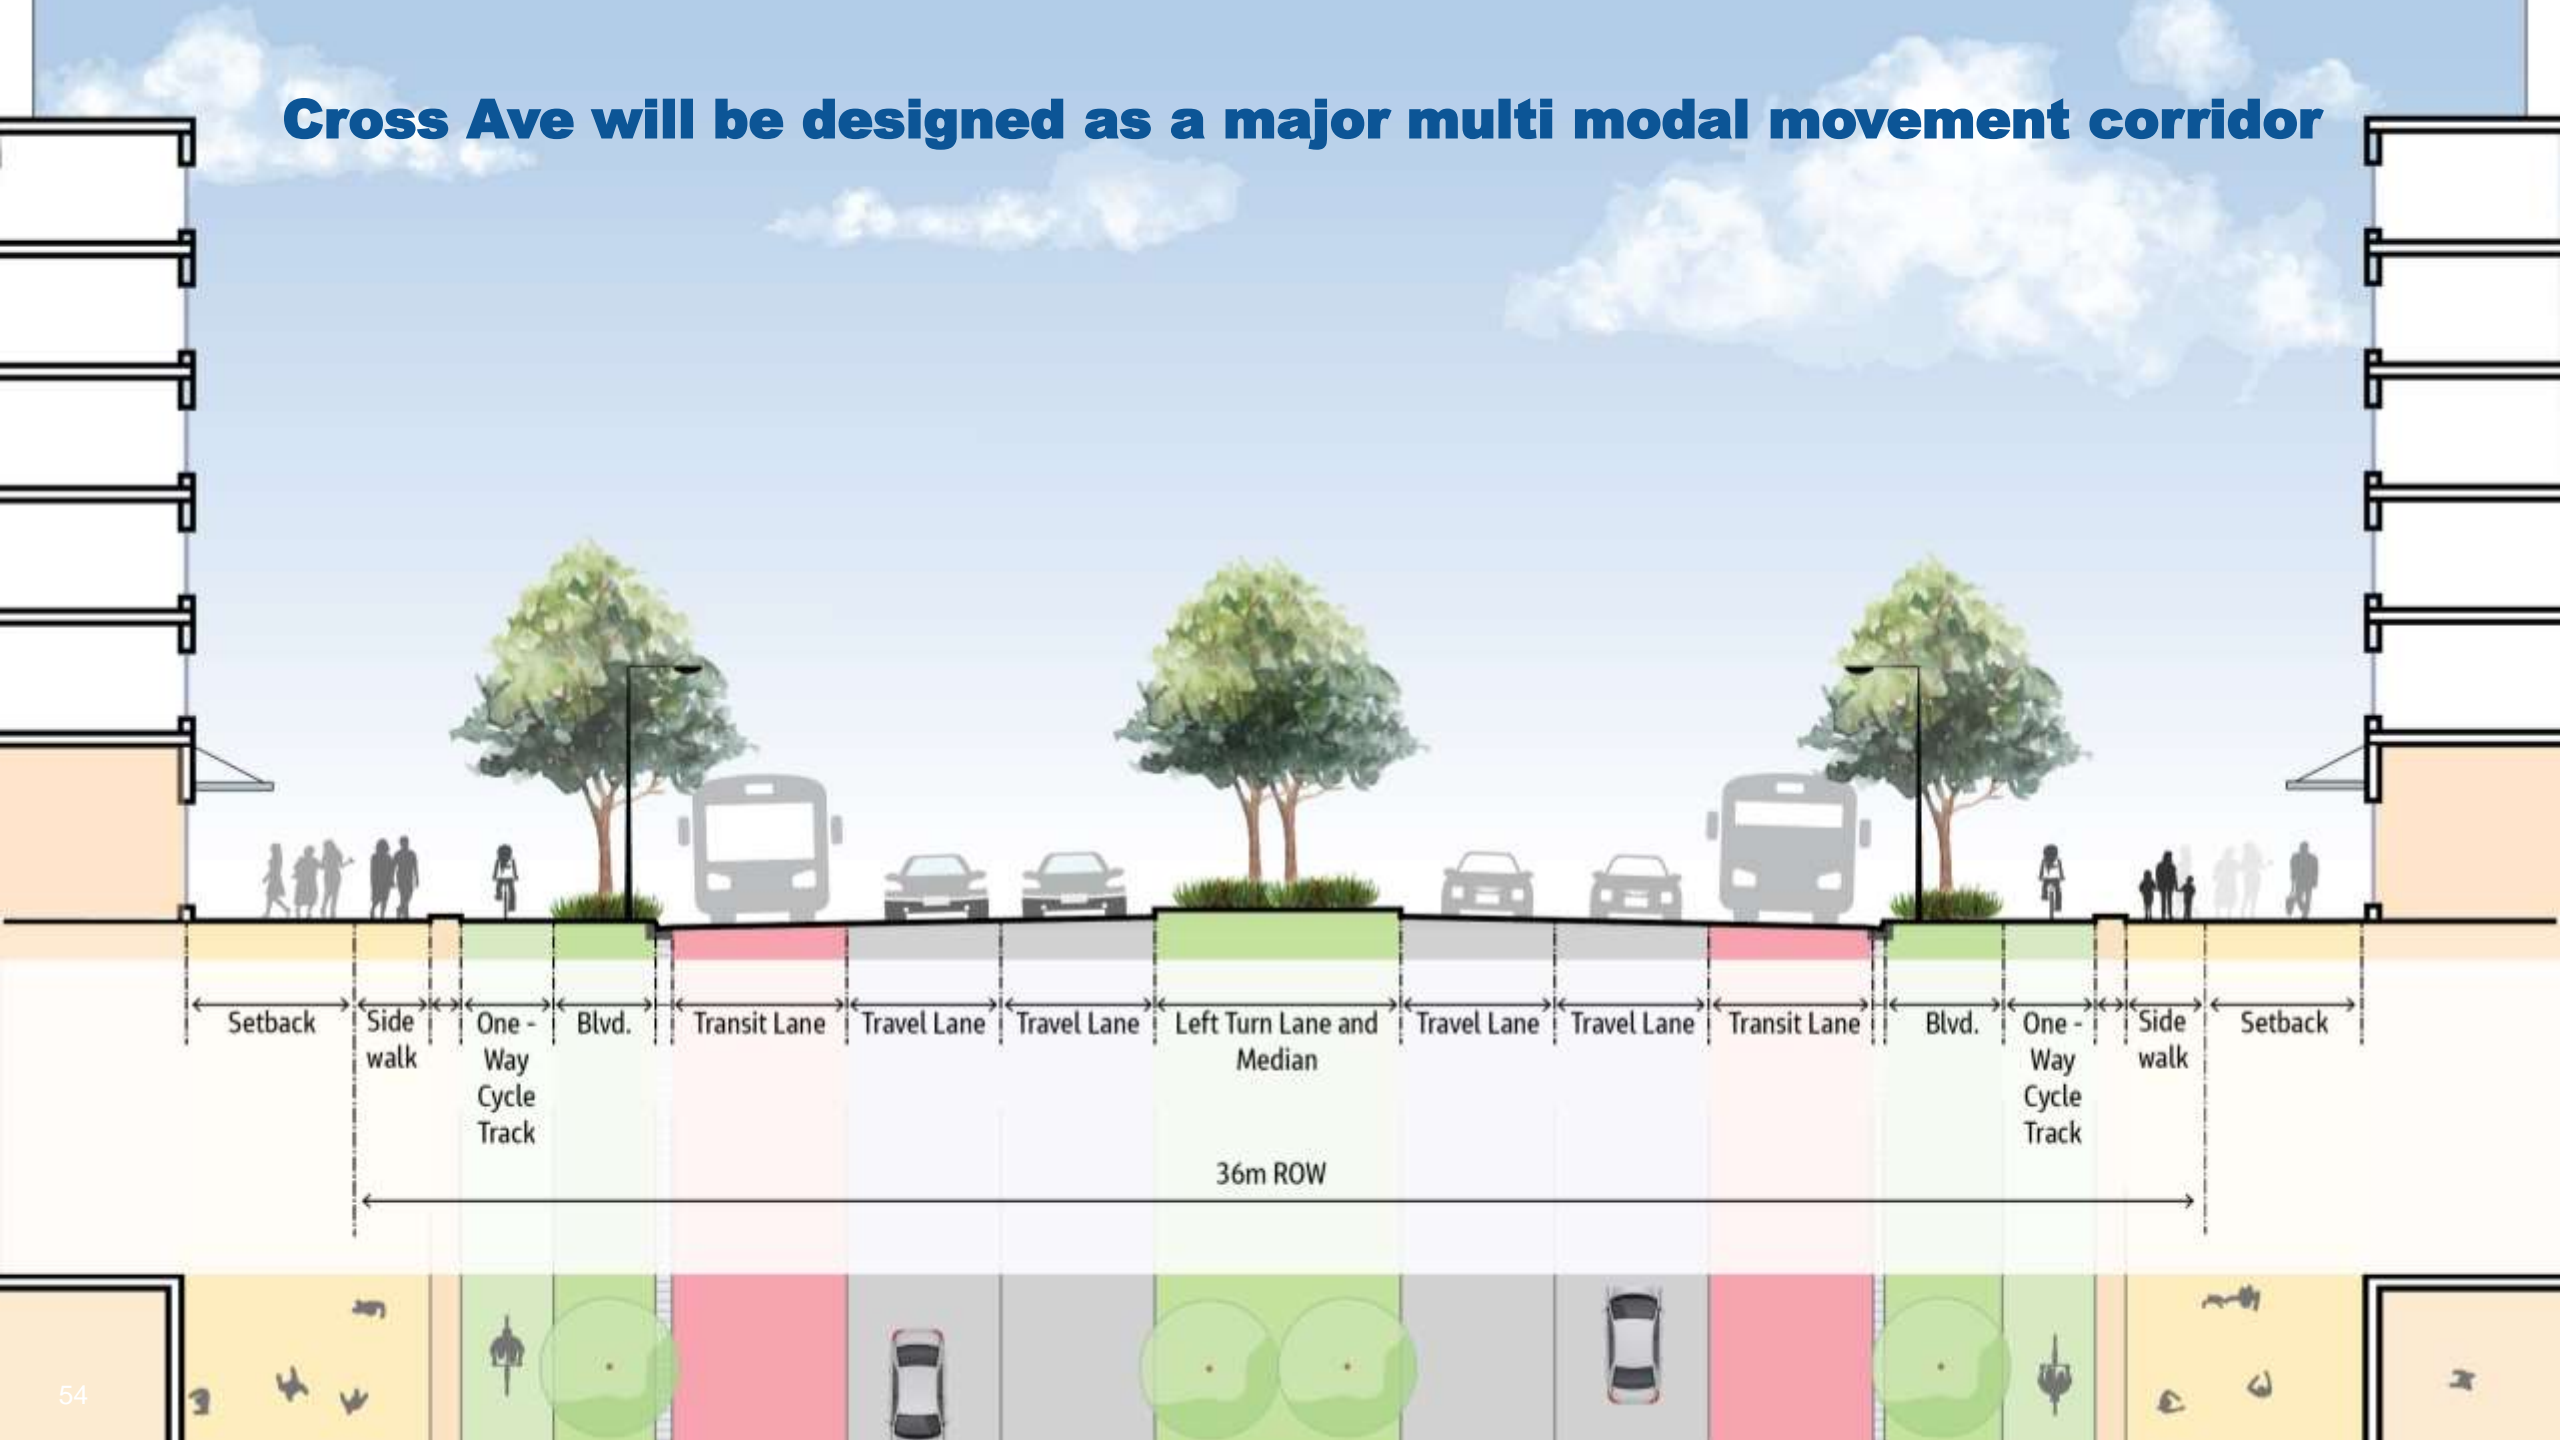 Cross Ave will be designed as a major multi modal movement corridor
Setback
Side
walk
One -
Way
Cycle
Track
Blvd.
Transit Lane
Travel Lane
Travel Lane
Left Turn Lane and
Median
Travel Lane
Travel Lane
Transit Lane
Blvd.
One -
Way
Cycle
Track
Side
walk
Setback
36m ROW
54